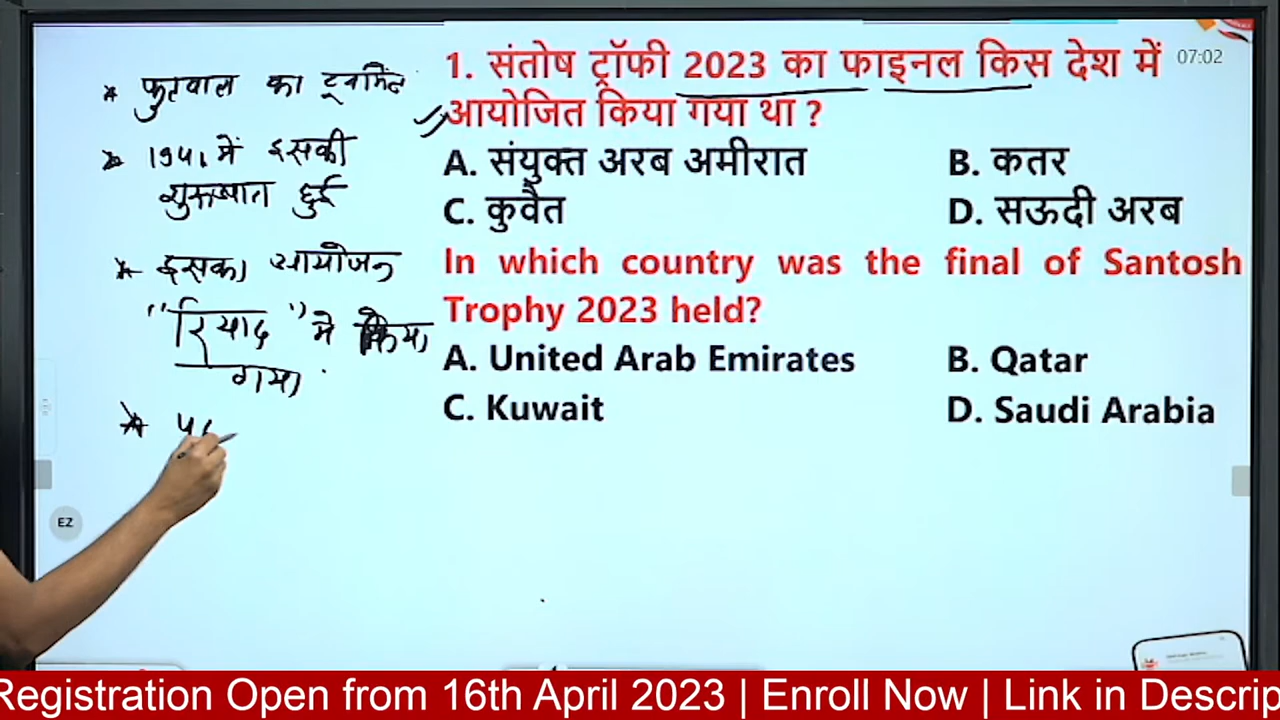 * फुटबाल का टूर्नामेंट
* 1941 में इसकी
शुरुआत हुई
* इसका आयोजन
"रियाद" में किया
गया
*
07:02
1. संतोष ट्रॉफी 2023 का फाइनल किस देश में
आयोजित किया गया था ?
A. संयुक्त अरब अमीरात B. कतर
C. कुवैत D. सऊदी अरब
In which country was the final of Santosh
Trophy 2023 held?
A. United Arab Emirates B. Qatar
C. Kuwait D. Saudi Arabia
EZ
Registration Open from 16th April 2023 | Enroll Now | Link in Descrip